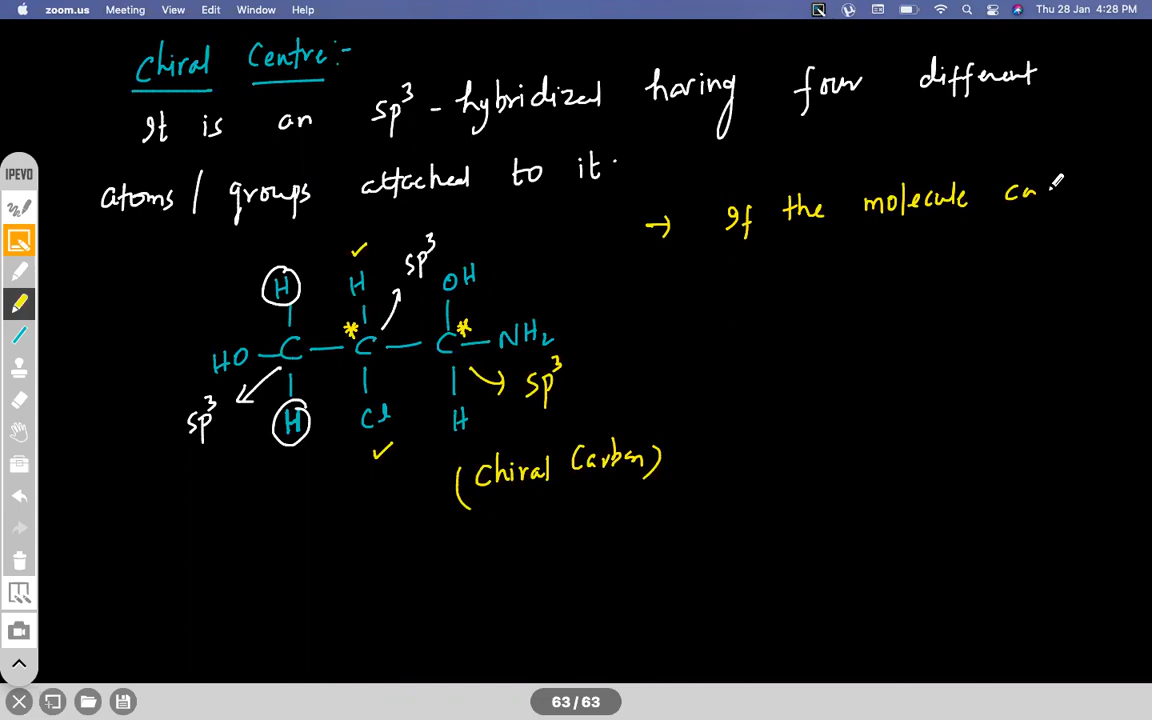 zoom.us Meeting View Edit Window Help Thu 28 Jan 4:28 PM
Chiral Centre:-
It is an sp³-hybridized having four different
atoms / groups attached to it.
→ If the molecule ca
IPEVO
H H sp³ OH
HO C * C C * NH₂
sp³ H Cl H sp³
(Chiral Carbon)
63/63